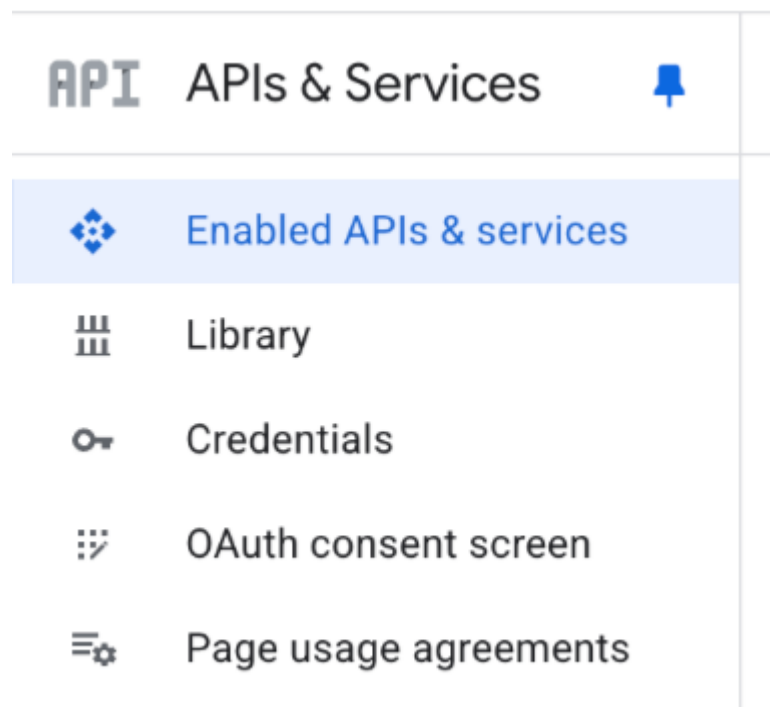 API APIs & Services
Enabled APIs & services
Library
Credentials
OAuth consent screen
Page usage agreements